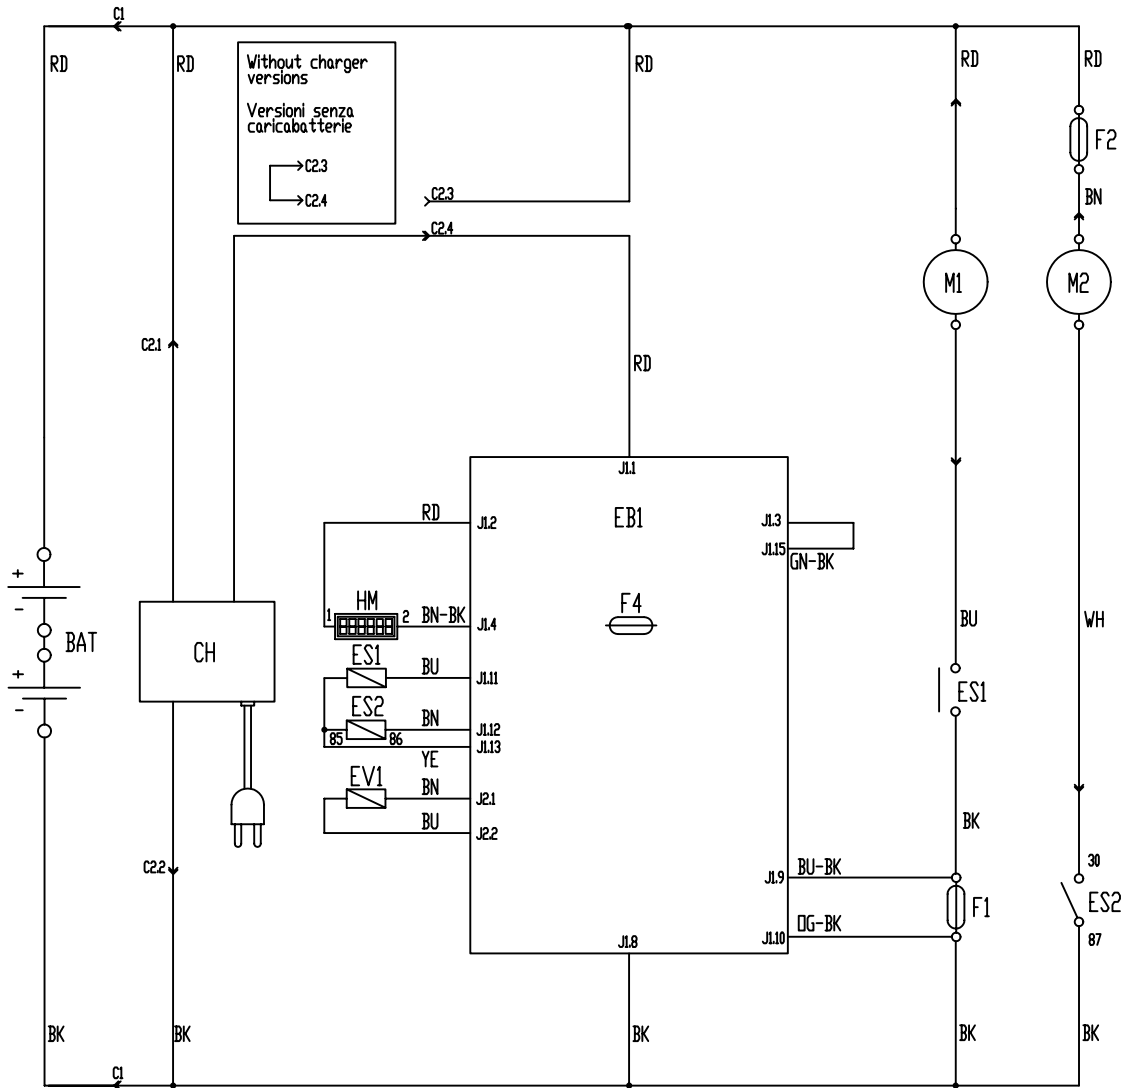 C1
RD
RD
RD
RD
RD
Without charger
versions
Versioni senza
caricabatterie
C2.3
C2.4
C2.3
C2.4
F2
BN
M1
M2
C2.1
RD
J1.1
RD
J1.2
EB1
J1.3
J1.15
GN-BK
HM
1
2
BN-BK
J1.4
F4
BU
WH
+
-
BAT
+
-
CH
ES1
BU
J1.11
ES1
ES2
BN
J1.12
85
86
J1.13
YE
EV1
BN
J2.1
BU
J2.2
BK
C2.2
J1.9
BU-BK
30
F1
ES2
OG-BK
J1.8
J1.10
87
BK
BK
BK
BK
BK
C1